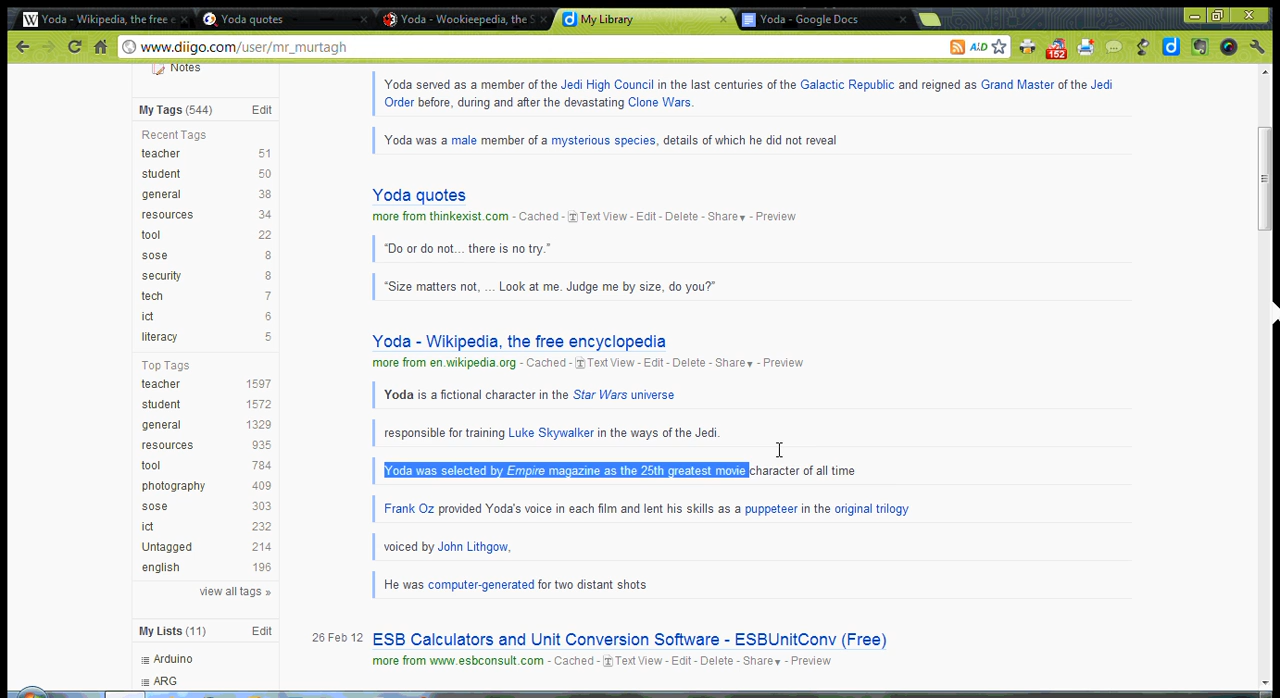 Yoda - Wikipedia, the free e
Yoda quotes
Yoda - Wookieepedia, the S
My Library
Yoda - Google Docs
www.diigo.com/user/mr_murtagh
152
Notes
My Tags (544) Edit
Recent Tags
teacher 51
student 50
general 38
resources 34
tool 22
sose 8
security 8
tech 7
ict 6
literacy 5
Top Tags
teacher 1597
student 1572
general 1329
resources 935
tool 784
photography 409
sose 303
ict 232
Untagged 214
english 196
view all tags »
My Lists (11) Edit
Arduino
ARG
Yoda served as a member of the Jedi High Council in the last centuries of the Galactic Republic and reigned as Grand Master of the Jedi
Order before, during and after the devastating Clone Wars.
Yoda was a male member of a mysterious species, details of which he did not reveal
Yoda quotes
more from thinkexist.com - Cached - Text View - Edit - Delete - Share - Preview
“Do or do not... there is no try.”
“Size matters not, ... Look at me. Judge me by size, do you?”
Yoda - Wikipedia, the free encyclopedia
more from en.wikipedia.org - Cached - Text View - Edit - Delete - Share - Preview
Yoda is a fictional character in the Star Wars universe
responsible for training Luke Skywalker in the ways of the Jedi.
Yoda was selected by Empire magazine as the 25th greatest movie character of all time
Frank Oz provided Yoda's voice in each film and lent his skills as a puppeteer in the original trilogy
voiced by John Lithgow,
He was computer-generated for two distant shots
26 Feb 12 ESB Calculators and Unit Conversion Software - ESBUnitConv (Free)
more from www.esbconsult.com - Cached - Text View - Edit - Delete - Share - Preview